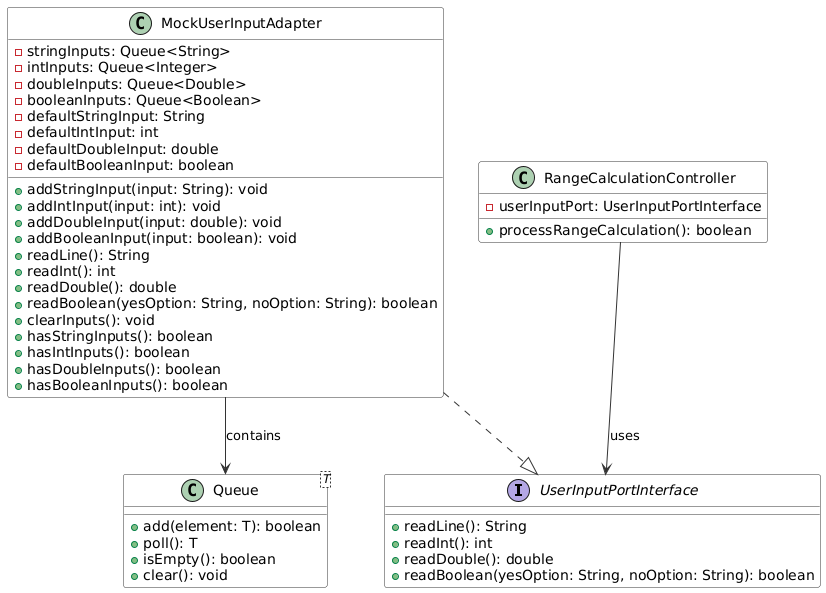 C MockUserInputAdapter
stringInputs: Queue<String>
intInputs: Queue<Integer>
doubleInputs: Queue<Double>
booleanInputs: Queue<Boolean>
defaultStringInput: String
defaultIntInput: int
defaultDoubleInput: double
defaultBooleanInput: boolean
addStringInput(input: String): void
addIntInput(input: int): void
addDoubleInput(input: double): void
addBooleanInput(input: boolean): void
readLine(): String
readInt(): int
readDouble(): double
readBoolean(yesOption: String, noOption: String): boolean
clearInputs(): void
hasStringInputs(): boolean
hasIntInputs(): boolean
hasDoubleInputs(): boolean
hasBooleanInputs(): boolean
C RangeCalculationController
userInputPort: UserInputPortInterface
processRangeCalculation(): boolean
contains
uses
C Queue
T
add(element: T): boolean
poll(): T
isEmpty(): boolean
clear(): void
I UserInputPortInterface
readLine(): String
readInt(): int
readDouble(): double
readBoolean(yesOption: String, noOption: String): boolean